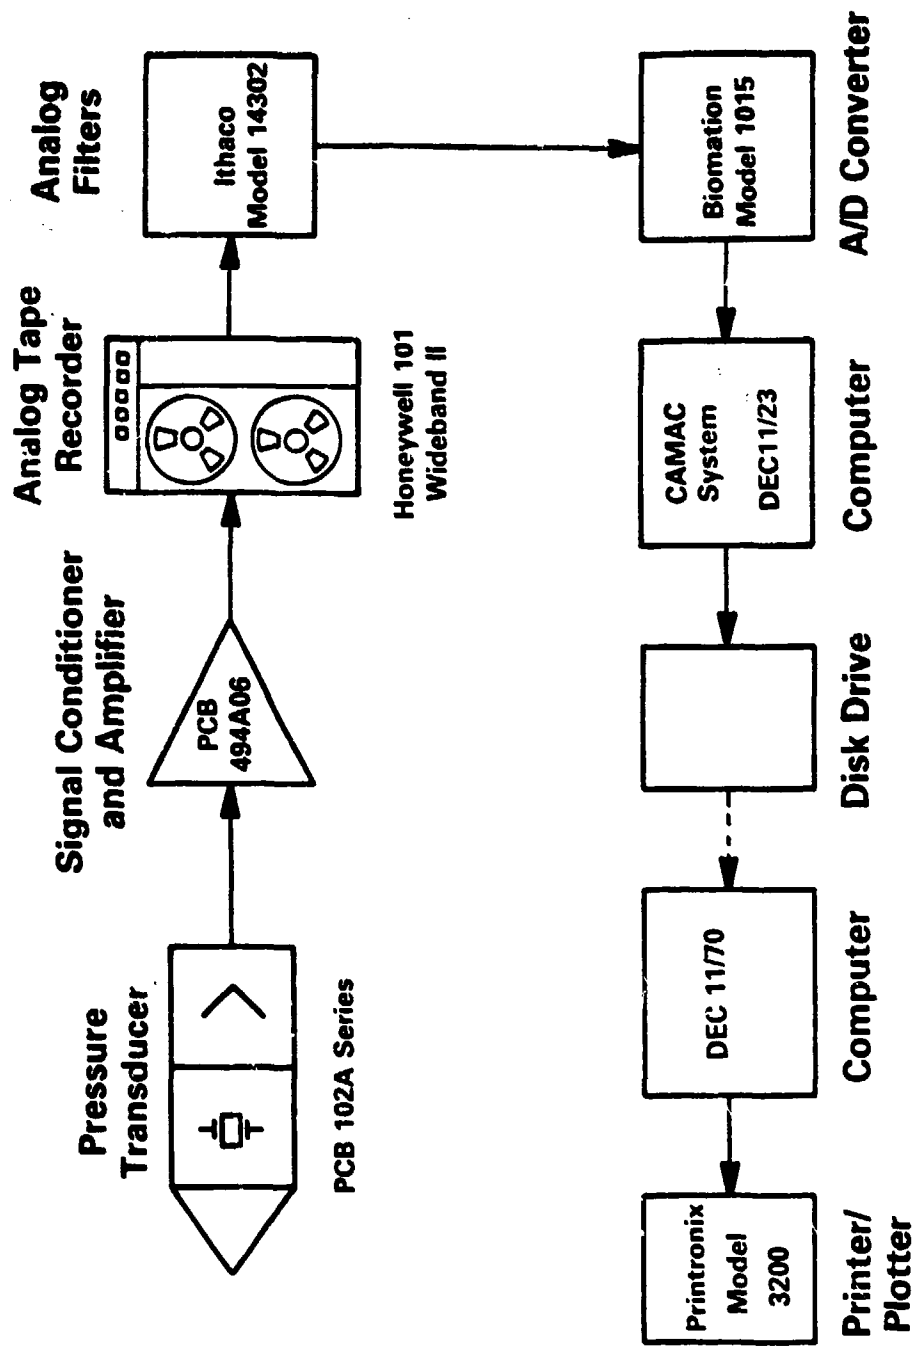 Pressure
Transducer
PCB 102A Series
Signal Conditioner
and Amplifier
PCB
494A06
Analog Tape
Recorder
Honeywell 101
Wideband II
Analog
Filters
Ithaco
Model 14302
Biomation
Model 1015
A/D Converter
CAMAC
System
DEC11/23
Computer
Disk Drive
DEC 11/70
Computer
Printronix
Model
3200
Printer/
Plotter